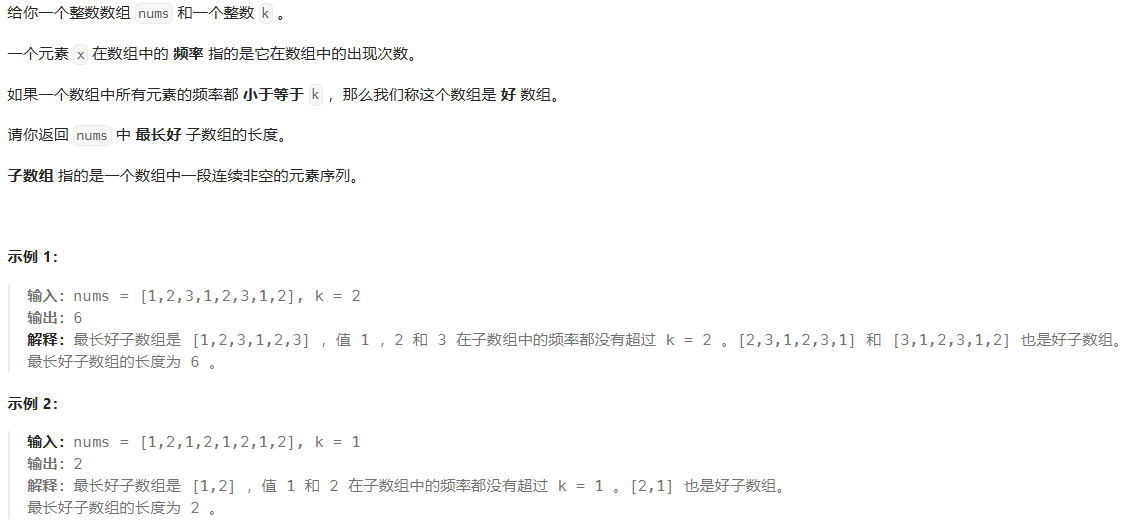 给你一个整数数组 nums 和一个整数 k 。
一个元素 x 在数组中的 频率 指的是它在数组中的出现次数。
如果一个数组中所有元素的频率都 小于等于 k ，那么我们称这个数组是 好 数组。
请你返回 nums 中 最长好 子数组的长度。
子数组 指的是一个数组中一段连续非空的元素序列。
示例 1：
输入：nums = [1,2,3,1,2,3,1,2], k = 2
输出：6
解释：最长好子数组是 [1,2,3,1,2,3] ，值 1 ，2 和 3 在子数组中的频率都没有超过 k = 2 。[2,3,1,2,3,1] 和 [3,1,2,3,1,2] 也是好子数组。
最长好子数组的长度为 6 。
示例 2：
输入：nums = [1,2,1,2,1,2,1,2], k = 1
输出：2
解释：最长好子数组是 [1,2] ，值 1 和 2 在子数组中的频率都没有超过 k = 1 。[2,1] 也是好子数组。
最长好子数组的长度为 2 。